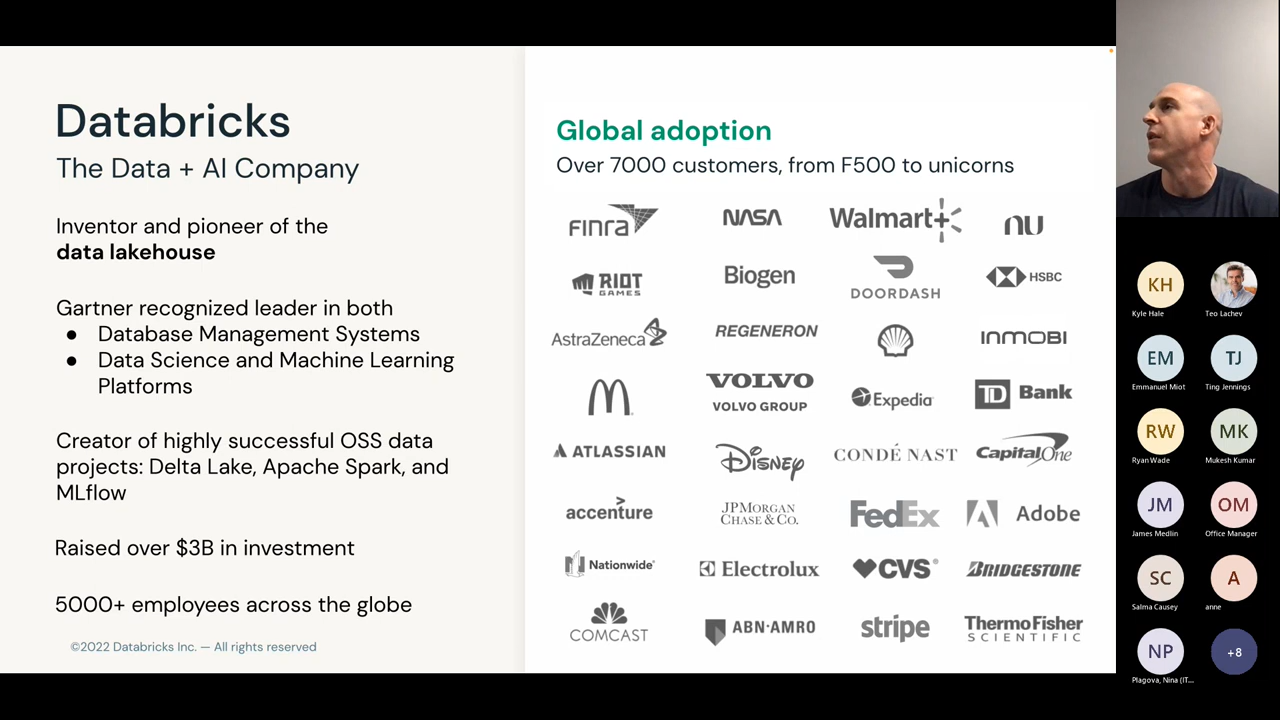 Databricks
The Data + AI Company
Inventor and pioneer of the
data lakehouse
Gartner recognized leader in both
● Database Management Systems
● Data Science and Machine Learning
Platforms
Creator of highly successful OSS data
projects: Delta Lake, Apache Spark, and
MLflow
Raised over $3B in investment
5000+ employees across the globe
©2022 Databricks Inc. — All rights reserved
Global adoption
Over 7000 customers, from F500 to unicorns
FINRA NASA Walmart nu
RIOT GAMES Biogen DOORDASH HSBC
AstraZeneca REGENERON INMOBI
VOLVO
VOLVO GROUP Expedia TD Bank
ATLASSIAN Disney CONDÉ NAST Capital One
accenture JPMORGAN CHASE & CO. FedEx Adobe
Nationwide® Electrolux CVS® BRIDGESTONE
COMCAST ABN·AMRO stripe ThermoFisher
SCIENTIFIC
KH
Kyle Hale Teo Lachev
EM TJ
Emmanuel Miot Ting Jennings
RW MK
Ryan Wade Mukesh Kumar
JM OM
James Medlin Office Manager
SC A
Salma Causey anne
NP +8
Plagova, Nina (IT...